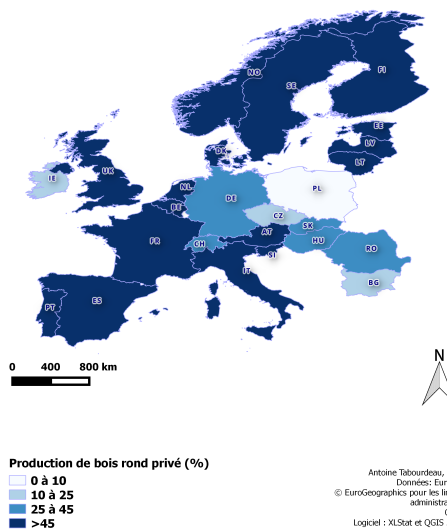 NO
SE
FI
EE
LV
LT
DK
IE
UK
NL
BE
DE
PL
CZ
SK
FR
CH
AT
HU
SI
RO
IT
BG
PT
ES
0 400 800 km
N
Production de bois rond privé (%)
0 à 10
10 à 25
25 à 45
>45
Antoine Tabourdeau,
Données: Eur
© EuroGeographics pour les li
administra
Logiciel : XLStat et QGIS